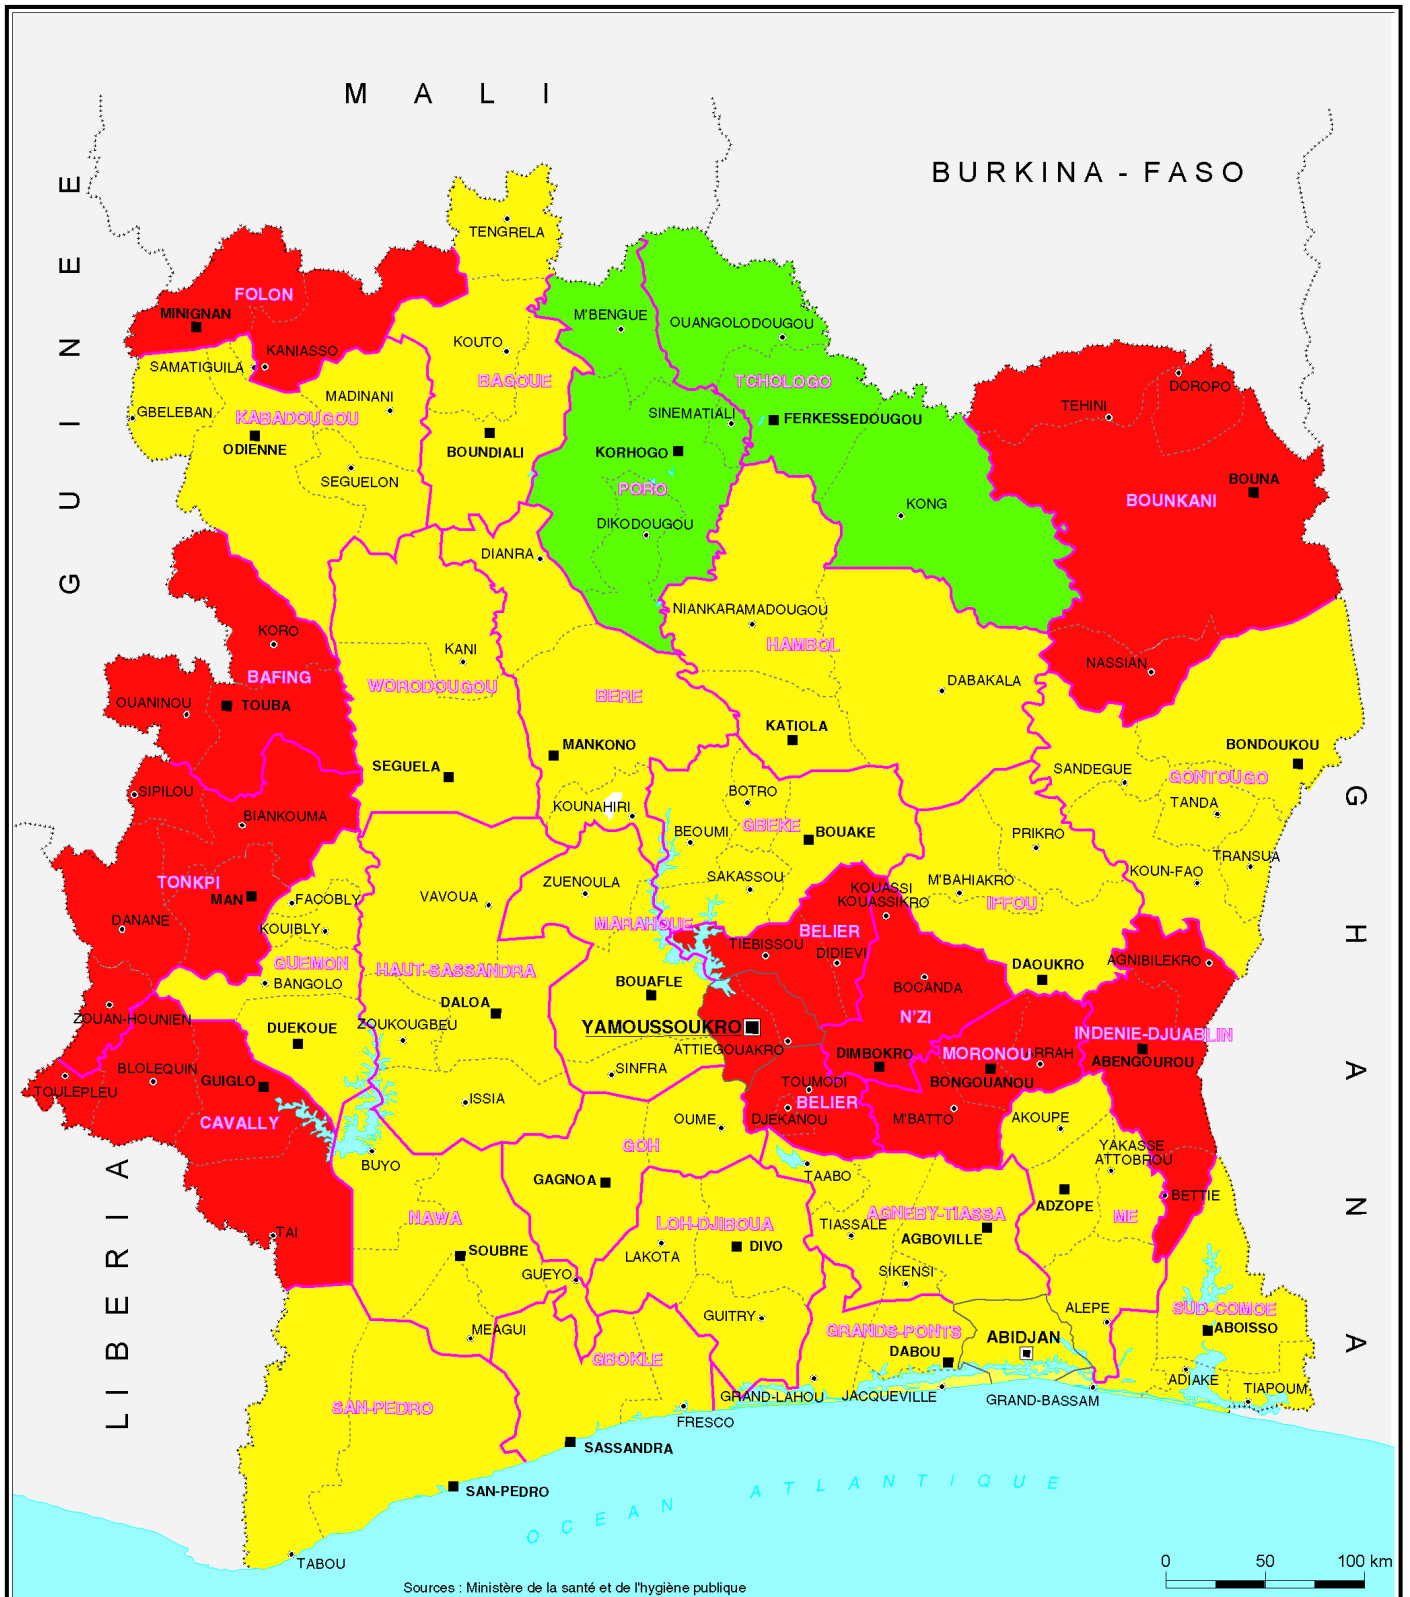 M A L I
BURKINA - FASO
GUINEE
TENGRELA
FOLON
MINIGNAN
M'BENGUE
OUANGOLODOUGOU
KOUTO
KANIASSO
SAMATIGUILA
BAGOUE
TCHOLOGO
DOROPO
MADINANI
GBELEBAN
KABADOUGOU
SINEMATIALI
FERKESSEDOUGOU
TEHINI
ODIENNE
BOUNDIALI
KORHOGO
SEGUELON
PORO
BOUNA
BOUNKANI
KONG
DIKODOUGOU
DIANRA
NIANKARAMADOUGOU
KORO
HAMBOL
KANI
NASSIAN
BAFING
WORODOUGOU
BERE
DABAKALA
OUANINOU
TOUBA
KATIOLA
MANKONO
BONDOUKOU
SEGUELA
SANDEGUE
GONTOUGO
SIPILOU
BOTRO
TANDA
GHANA
KOUNAHIRI
BIANKOUMA
GBEKE
BOUAKE
BEOUMI
PRIKRO
TRANSUA
KOUN-FAO
SAKASSOU
M'BAHIAKRO
ZUENOULA
TONKPI
KOUASSI
KOUASSIKRO
VAVOUA
MAN
FACOBLY
IFFOU
DANANE
MARAHOUE
KOUIBLY
BELIER
TIEBISSOU
DIDIEVI
GUEMON
HAUT-SASSANDRA
DAOUKRO
AGNIBILEKRO
BANGOLO
BOUAFLE
BOCANDA
DALOA
ZOUAN-HOUNIEN
DUEKOUE
ZOUKOUGBEU
YAMOUSSOUKRO
N'ZI
INDENIE-DJUABLIN
ATTIEGOUAKRO
DIMBOKRO
MORONOU
ARRAH
ABENGOUROU
BLOLEQUIN
SINFRA
TOULEPLEU
GUIGLO
TOUMODI
BONGOUANOU
ISSIA
BELIER
CAVALLY
OUME
DJEKANOU
M'BATTO
AKOUPE
GOH
YAKASSE
ATTOBROU
BUYO
TAABO
GAGNOA
BETTIE
ADZOPE
NAWA
LOH-DJIBOUA
AGNEBY-TIASSA
ME
LIBERIA
TAI
TIASSALE
AGBOVILLE
SOUBRE
LAKOTA
DIVO
GUEYO
SIKENSI
GUITRY
ALEPE
SUD-COMOE
MEAGUI
GRANDS-PONTS
ABIDJAN
ABOISSO
GBOKLE
DABOU
ADIAKE
TIAPOUM
SAN-PEDRO
GRAND-LAHOU
JACQUEVILLE
GRAND-BASSAM
FRESCO
SASSANDRA
SAN-PEDRO
OCEAN ATLANTIQUE
TABOU
0 50 100 km
Sources : Ministère de la santé et de l'hygiène publique